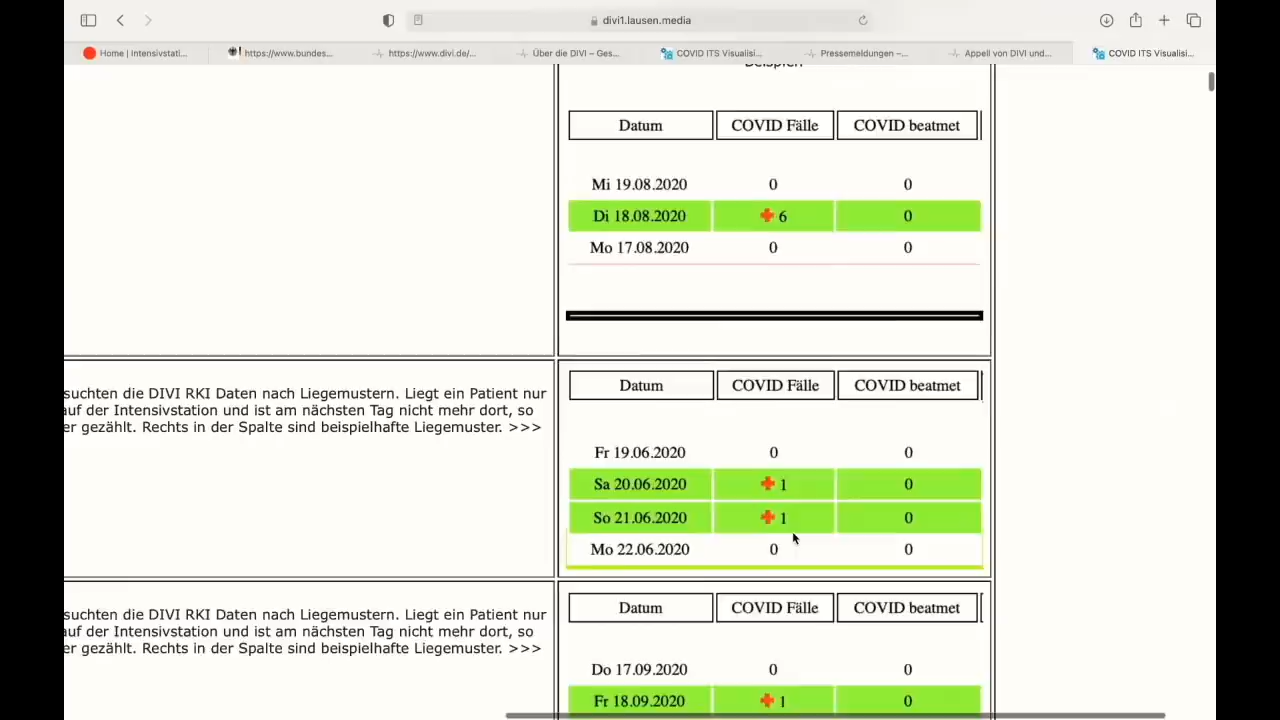 divi1.lausen.media
Home | Intensivstati...
https://www.bundes...
https://www.divi.de/...
Über die DIVI – Ges...
COVID ITS Visualisi...
Pressemeldungen –...
Appell von DIVI und...
COVID ITS Visualisi...
Datum COVID Fälle COVID beatmet
Mi 19.08.2020 0 0
Di 18.08.2020 6 0
Mo 17.08.2020 0 0
suchten die DIVI RKI Daten nach Liegemustern. Liegt ein Patient nur
auf der Intensivstation und ist am nächsten Tag nicht mehr dort, so
er gezählt. Rechts in der Spalte sind beispielhafte Liegemuster. >>>
Datum COVID Fälle COVID beatmet
Fr 19.06.2020 0 0
Sa 20.06.2020 1 0
So 21.06.2020 1 0
Mo 22.06.2020 0 0
suchten die DIVI RKI Daten nach Liegemustern. Liegt ein Patient nur
auf der Intensivstation und ist am nächsten Tag nicht mehr dort, so
er gezählt. Rechts in der Spalte sind beispielhafte Liegemuster. >>>
Datum COVID Fälle COVID beatmet
Do 17.09.2020 0 0
Fr 18.09.2020 1 0